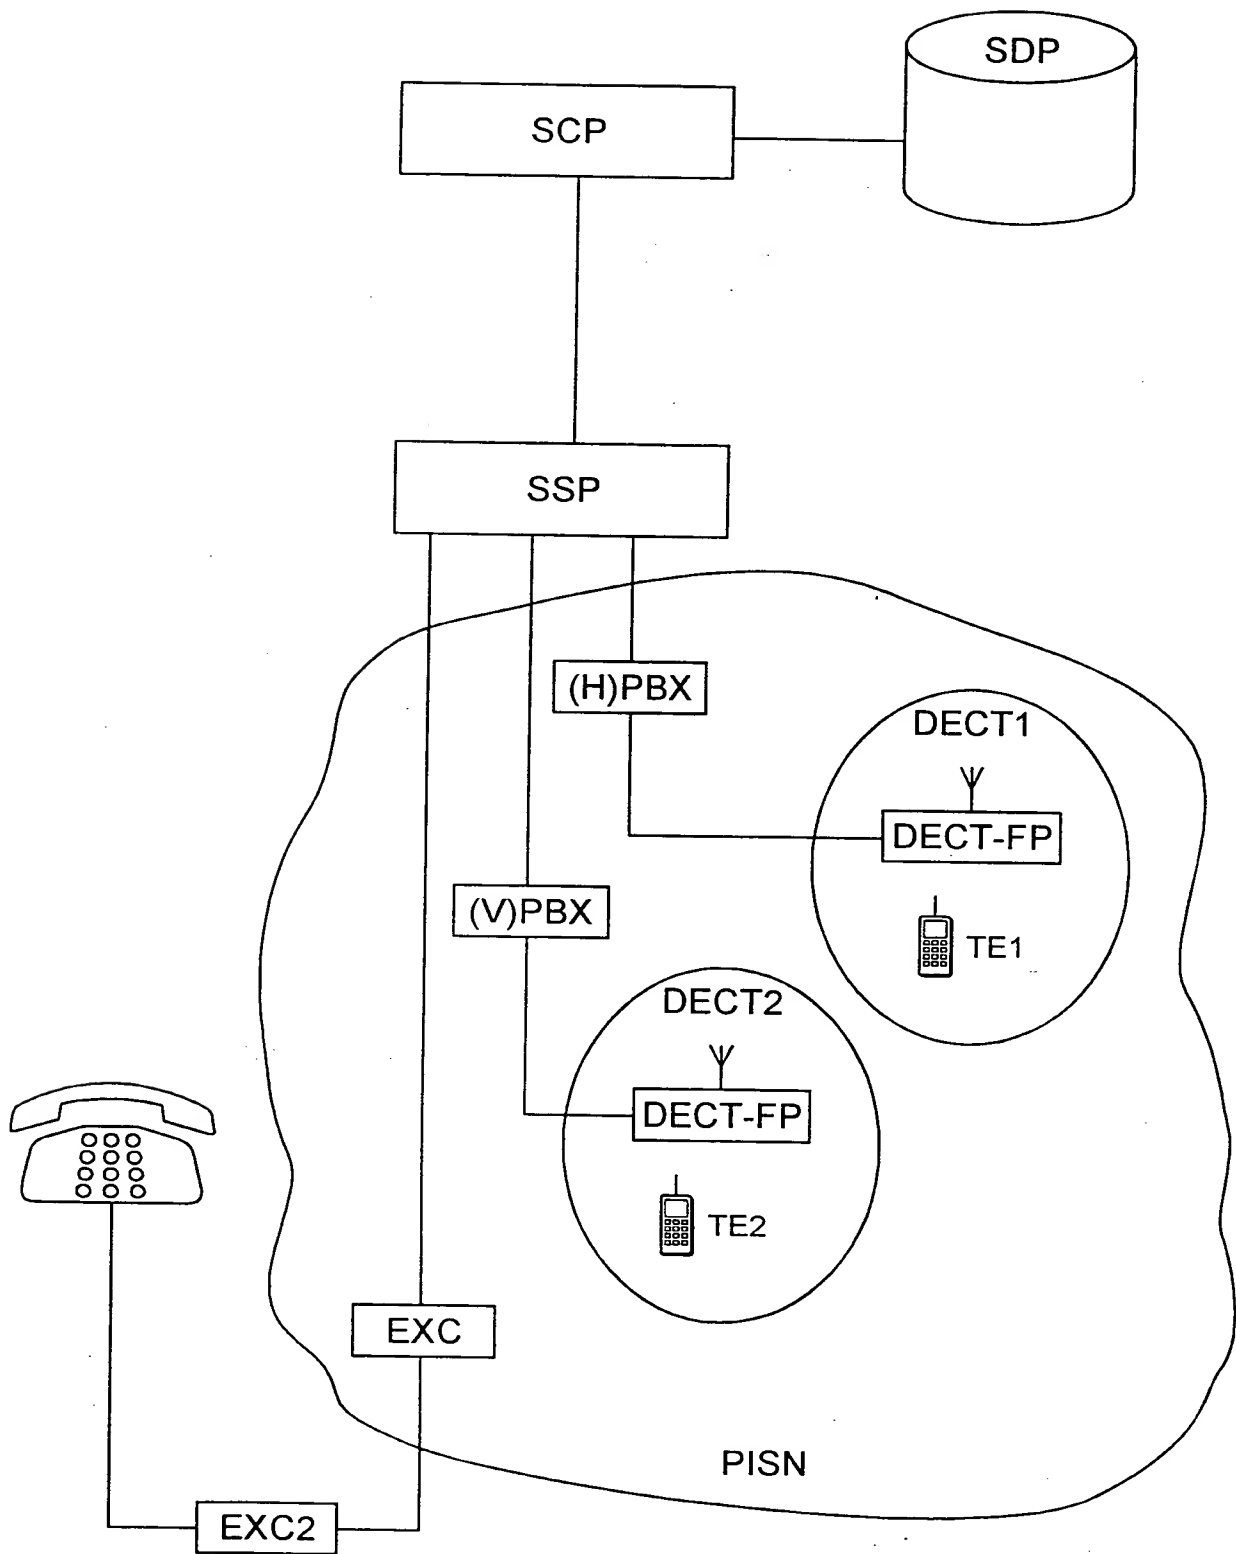 SDP
SCP
SSP
(H)PBX
DECT1
DECT-FP
(V)PBX
TE1
DECT2
DECT-FP
TE2
EXC
PISN
EXC2